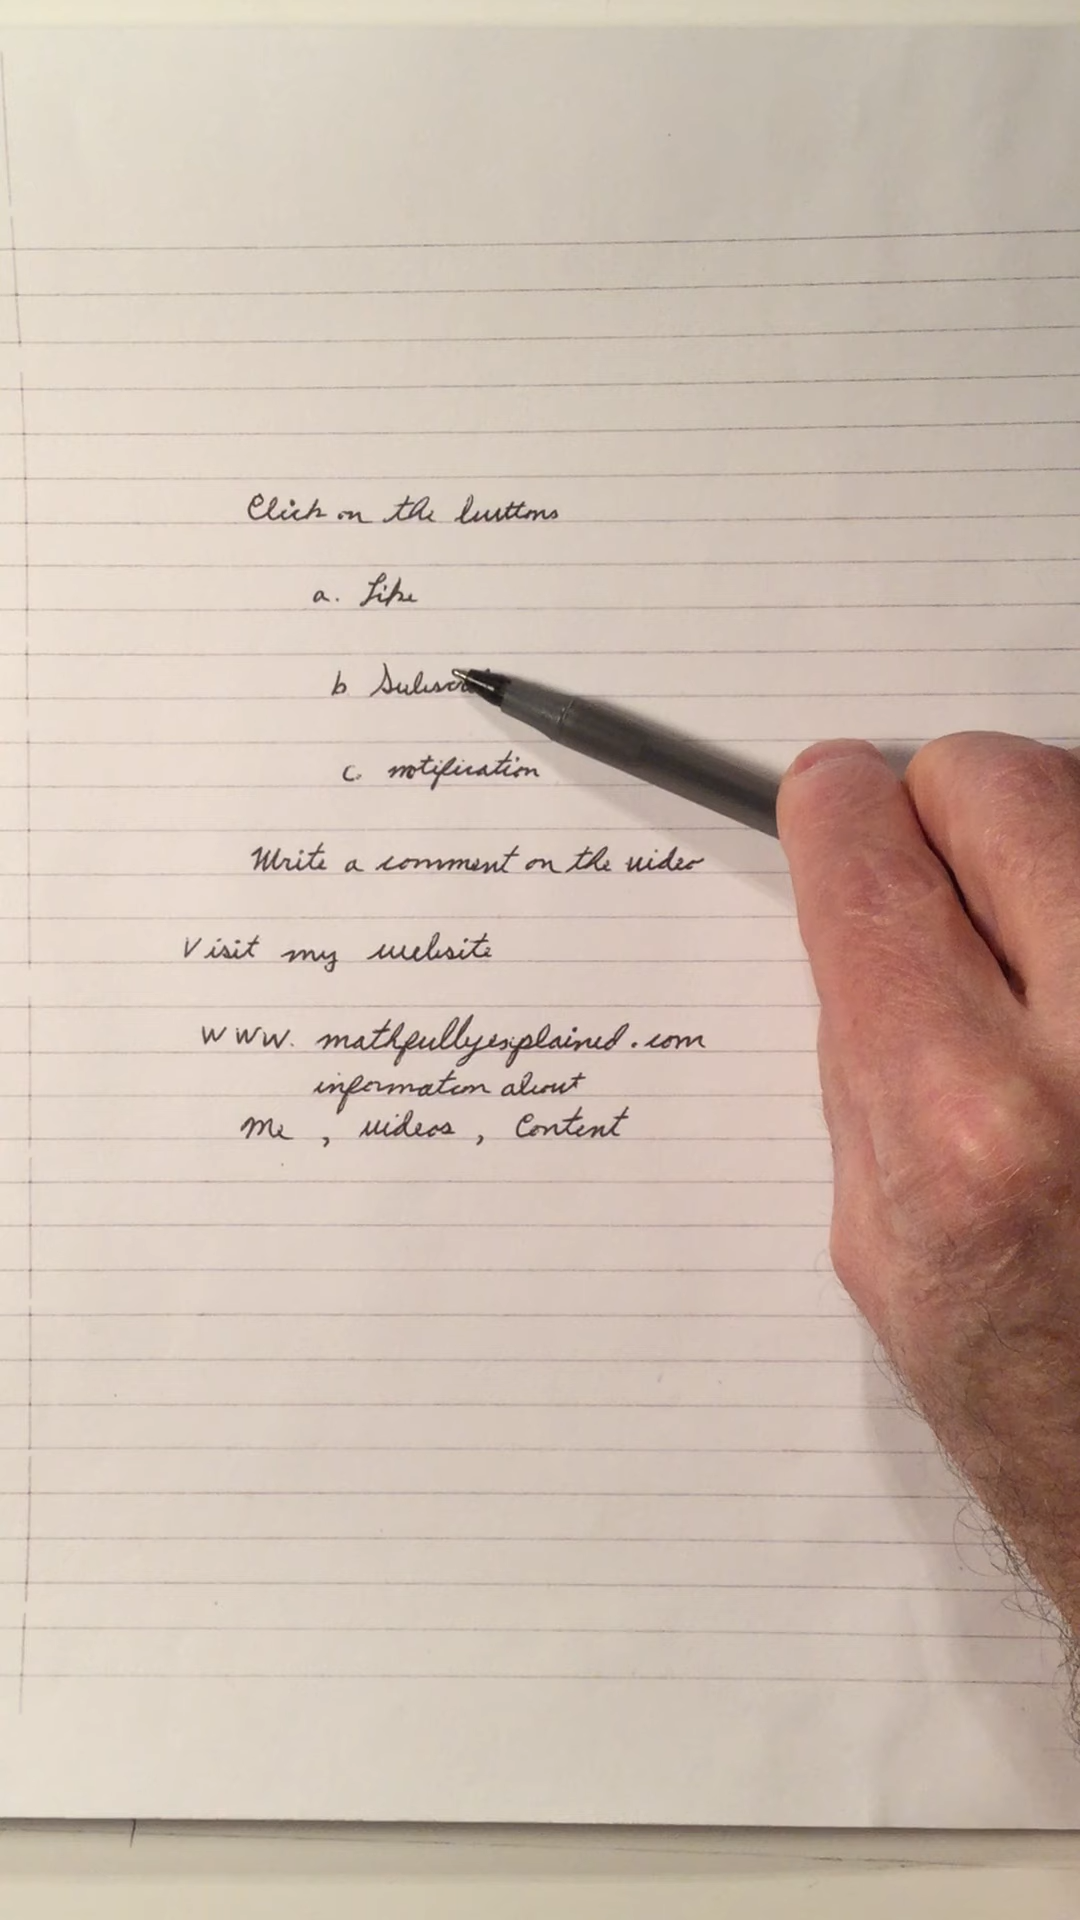 Click on the buttons
a. Like
b
c. notification
Write a comment on the video
Visit my website
www. mathfullyexplained.com
information about
Me , videos , Content